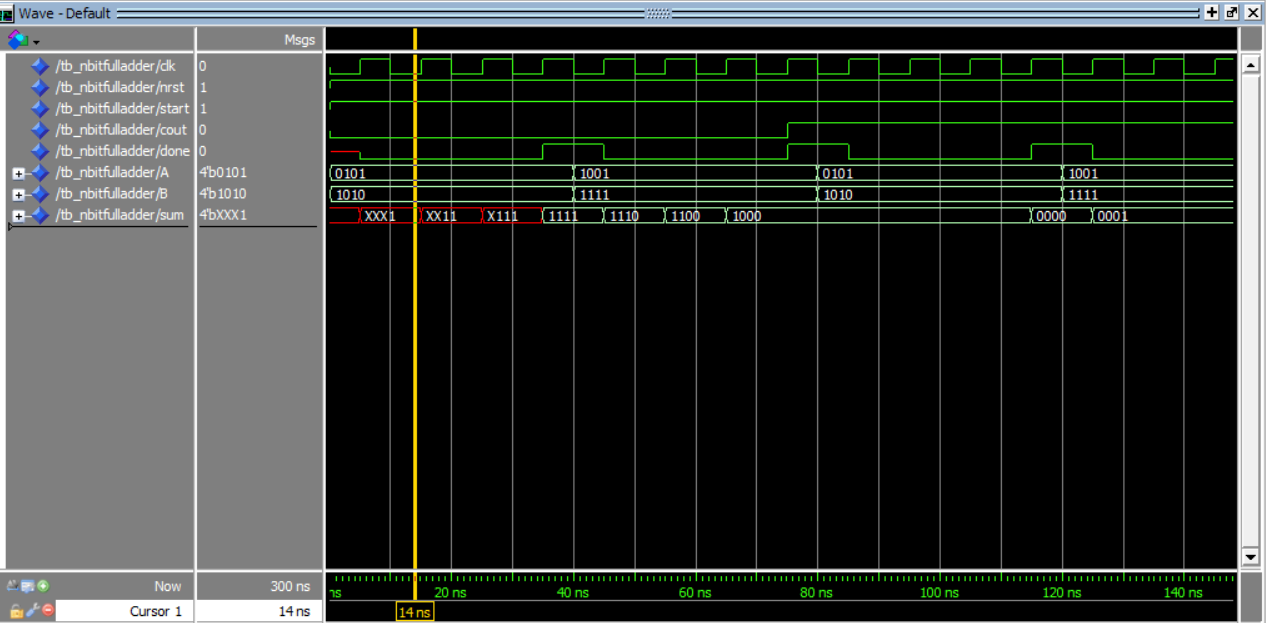 Wave - Default
Msgs
/tb_nbitfulladder/clk 0
/tb_nbitfulladder/nrst 1
/tb_nbitfulladder/start 1
/tb_nbitfulladder/cout 0
/tb_nbitfulladder/done 0
/tb_nbitfulladder/A 4'b0101 0101 1001 0101 1001
/tb_nbitfulladder/B 4'b1010 1010 1111 1010 1111
/tb_nbitfulladder/sum 4'bXXX1 XXX1 XX11 X111 1111 1110 1100 1000 0000 0001
Now 300 ns ns 20 ns 40 ns 60 ns 80 ns 100 ns 120 ns 140 ns
Cursor 1 14 ns 14 ns